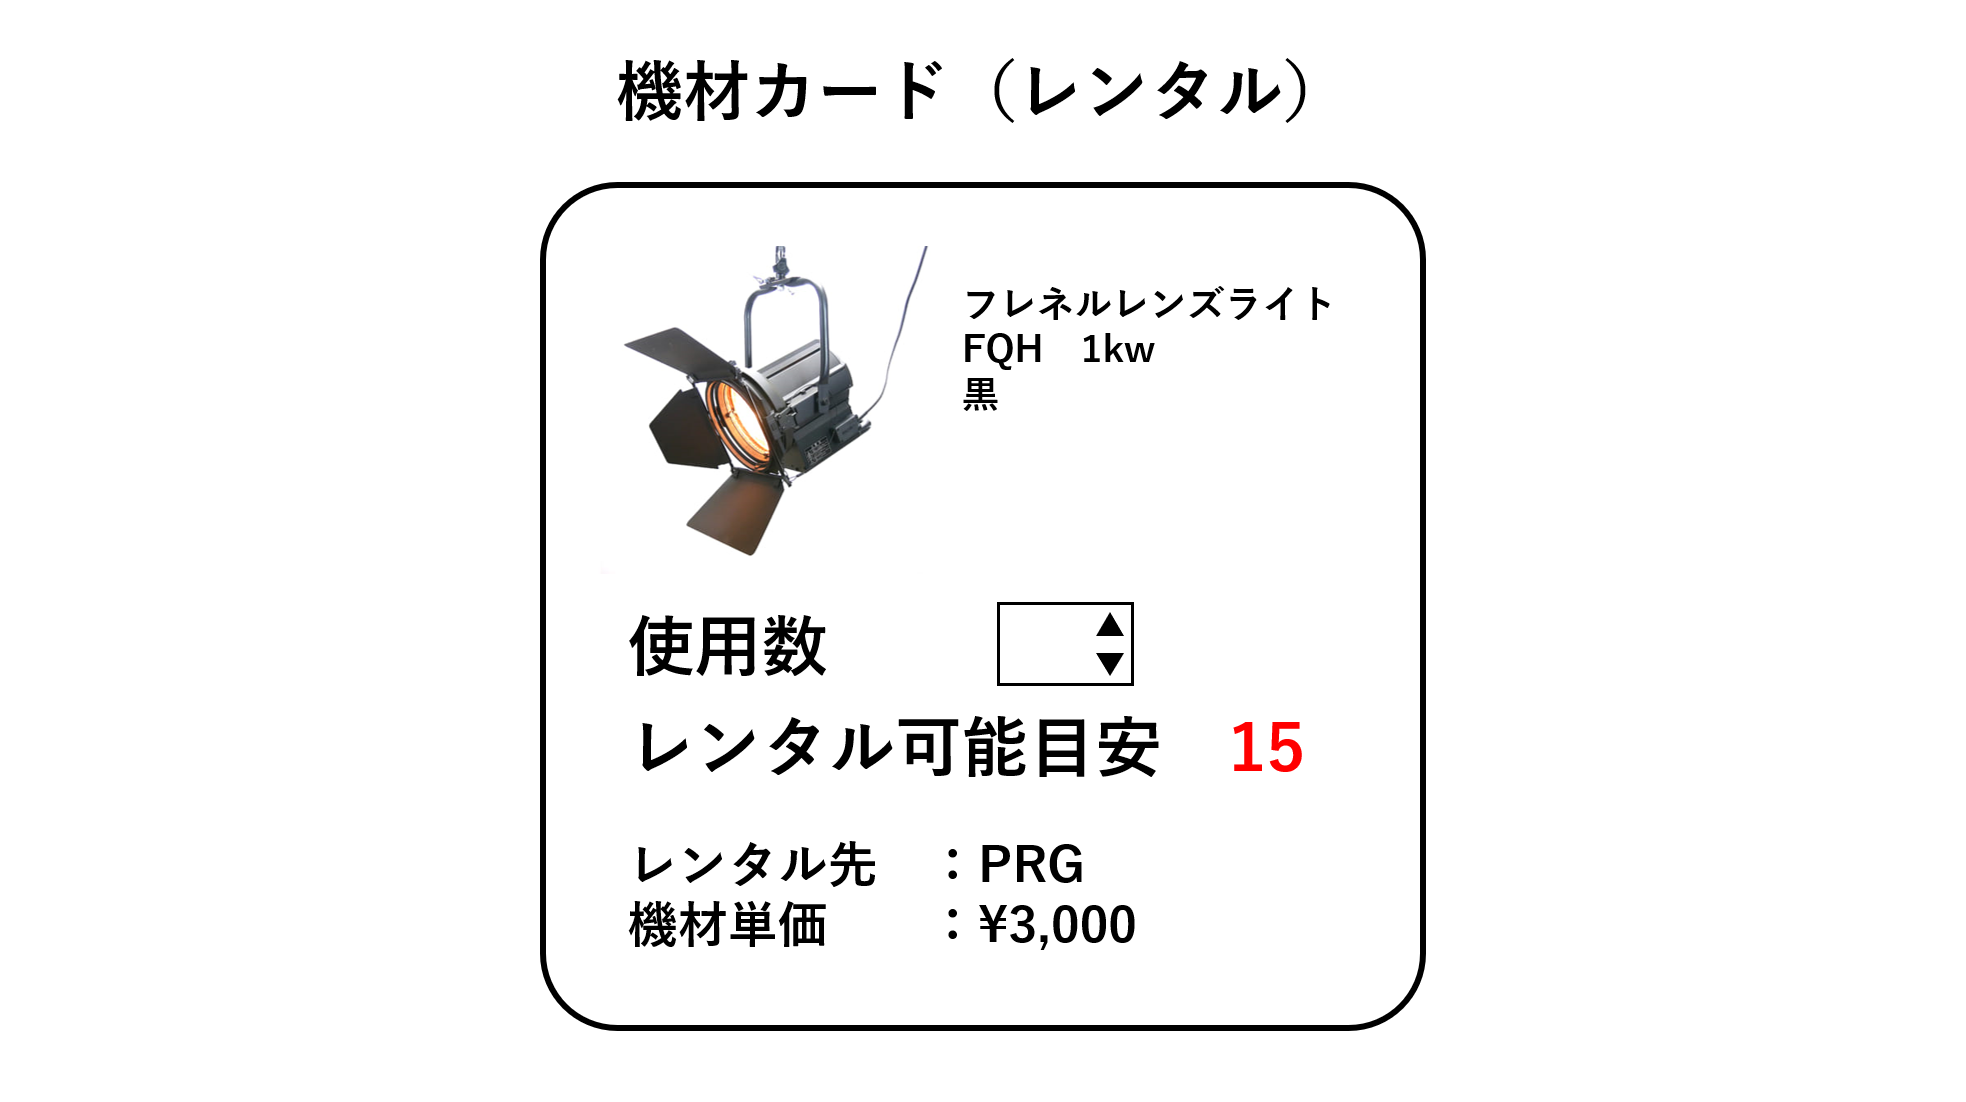 機材カード（レンタル）
フレネルレンズライト
FQH　1kw
黒
使用数
レンタル可能目安　15
レンタル先　：PRG
機材単価　：¥3,000